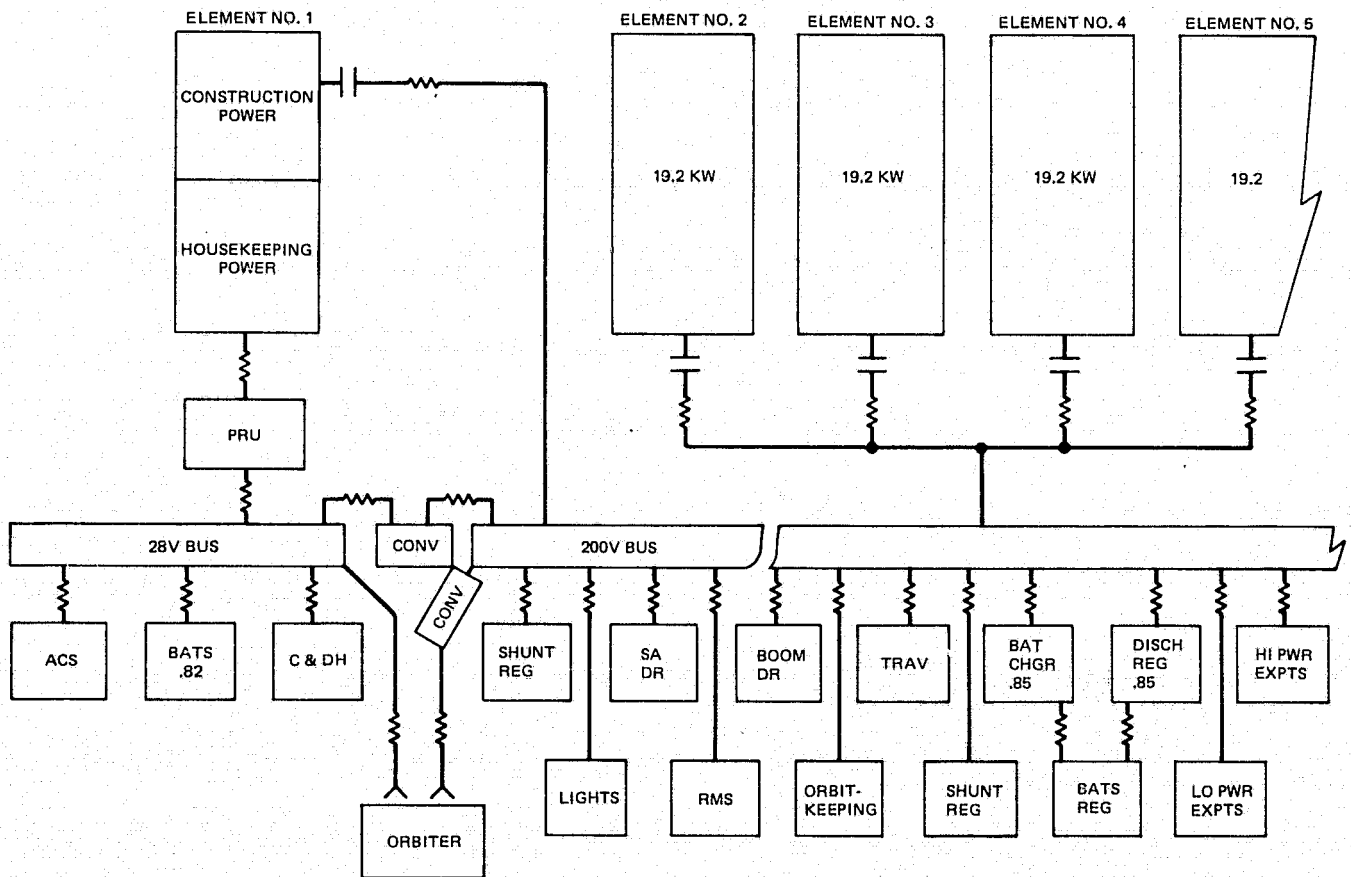 ELEMENT NO. 1
ELEMENT NO. 2
ELEMENT NO. 3
ELEMENT NO. 4
ELEMENT NO. 5
CONSTRUCTION
POWER
HOUSEKEEPING
POWER
19.2 KW
19.2 KW
19.2 KW
19.2
PRU
28V BUS
CONV
CONV
200V BUS
ACS
BATS
.82
C & DH
SHUNT
REG
SA
DR
BOOM
DR
TRAV
BAT
CHGR
.85
DISCH
REG
.85
HI PWR
EXPTS
ORBITER
LIGHTS
RMS
ORBIT-
KEEPING
SHUNT
REG
BATS
REG
LO PWR
EXPTS